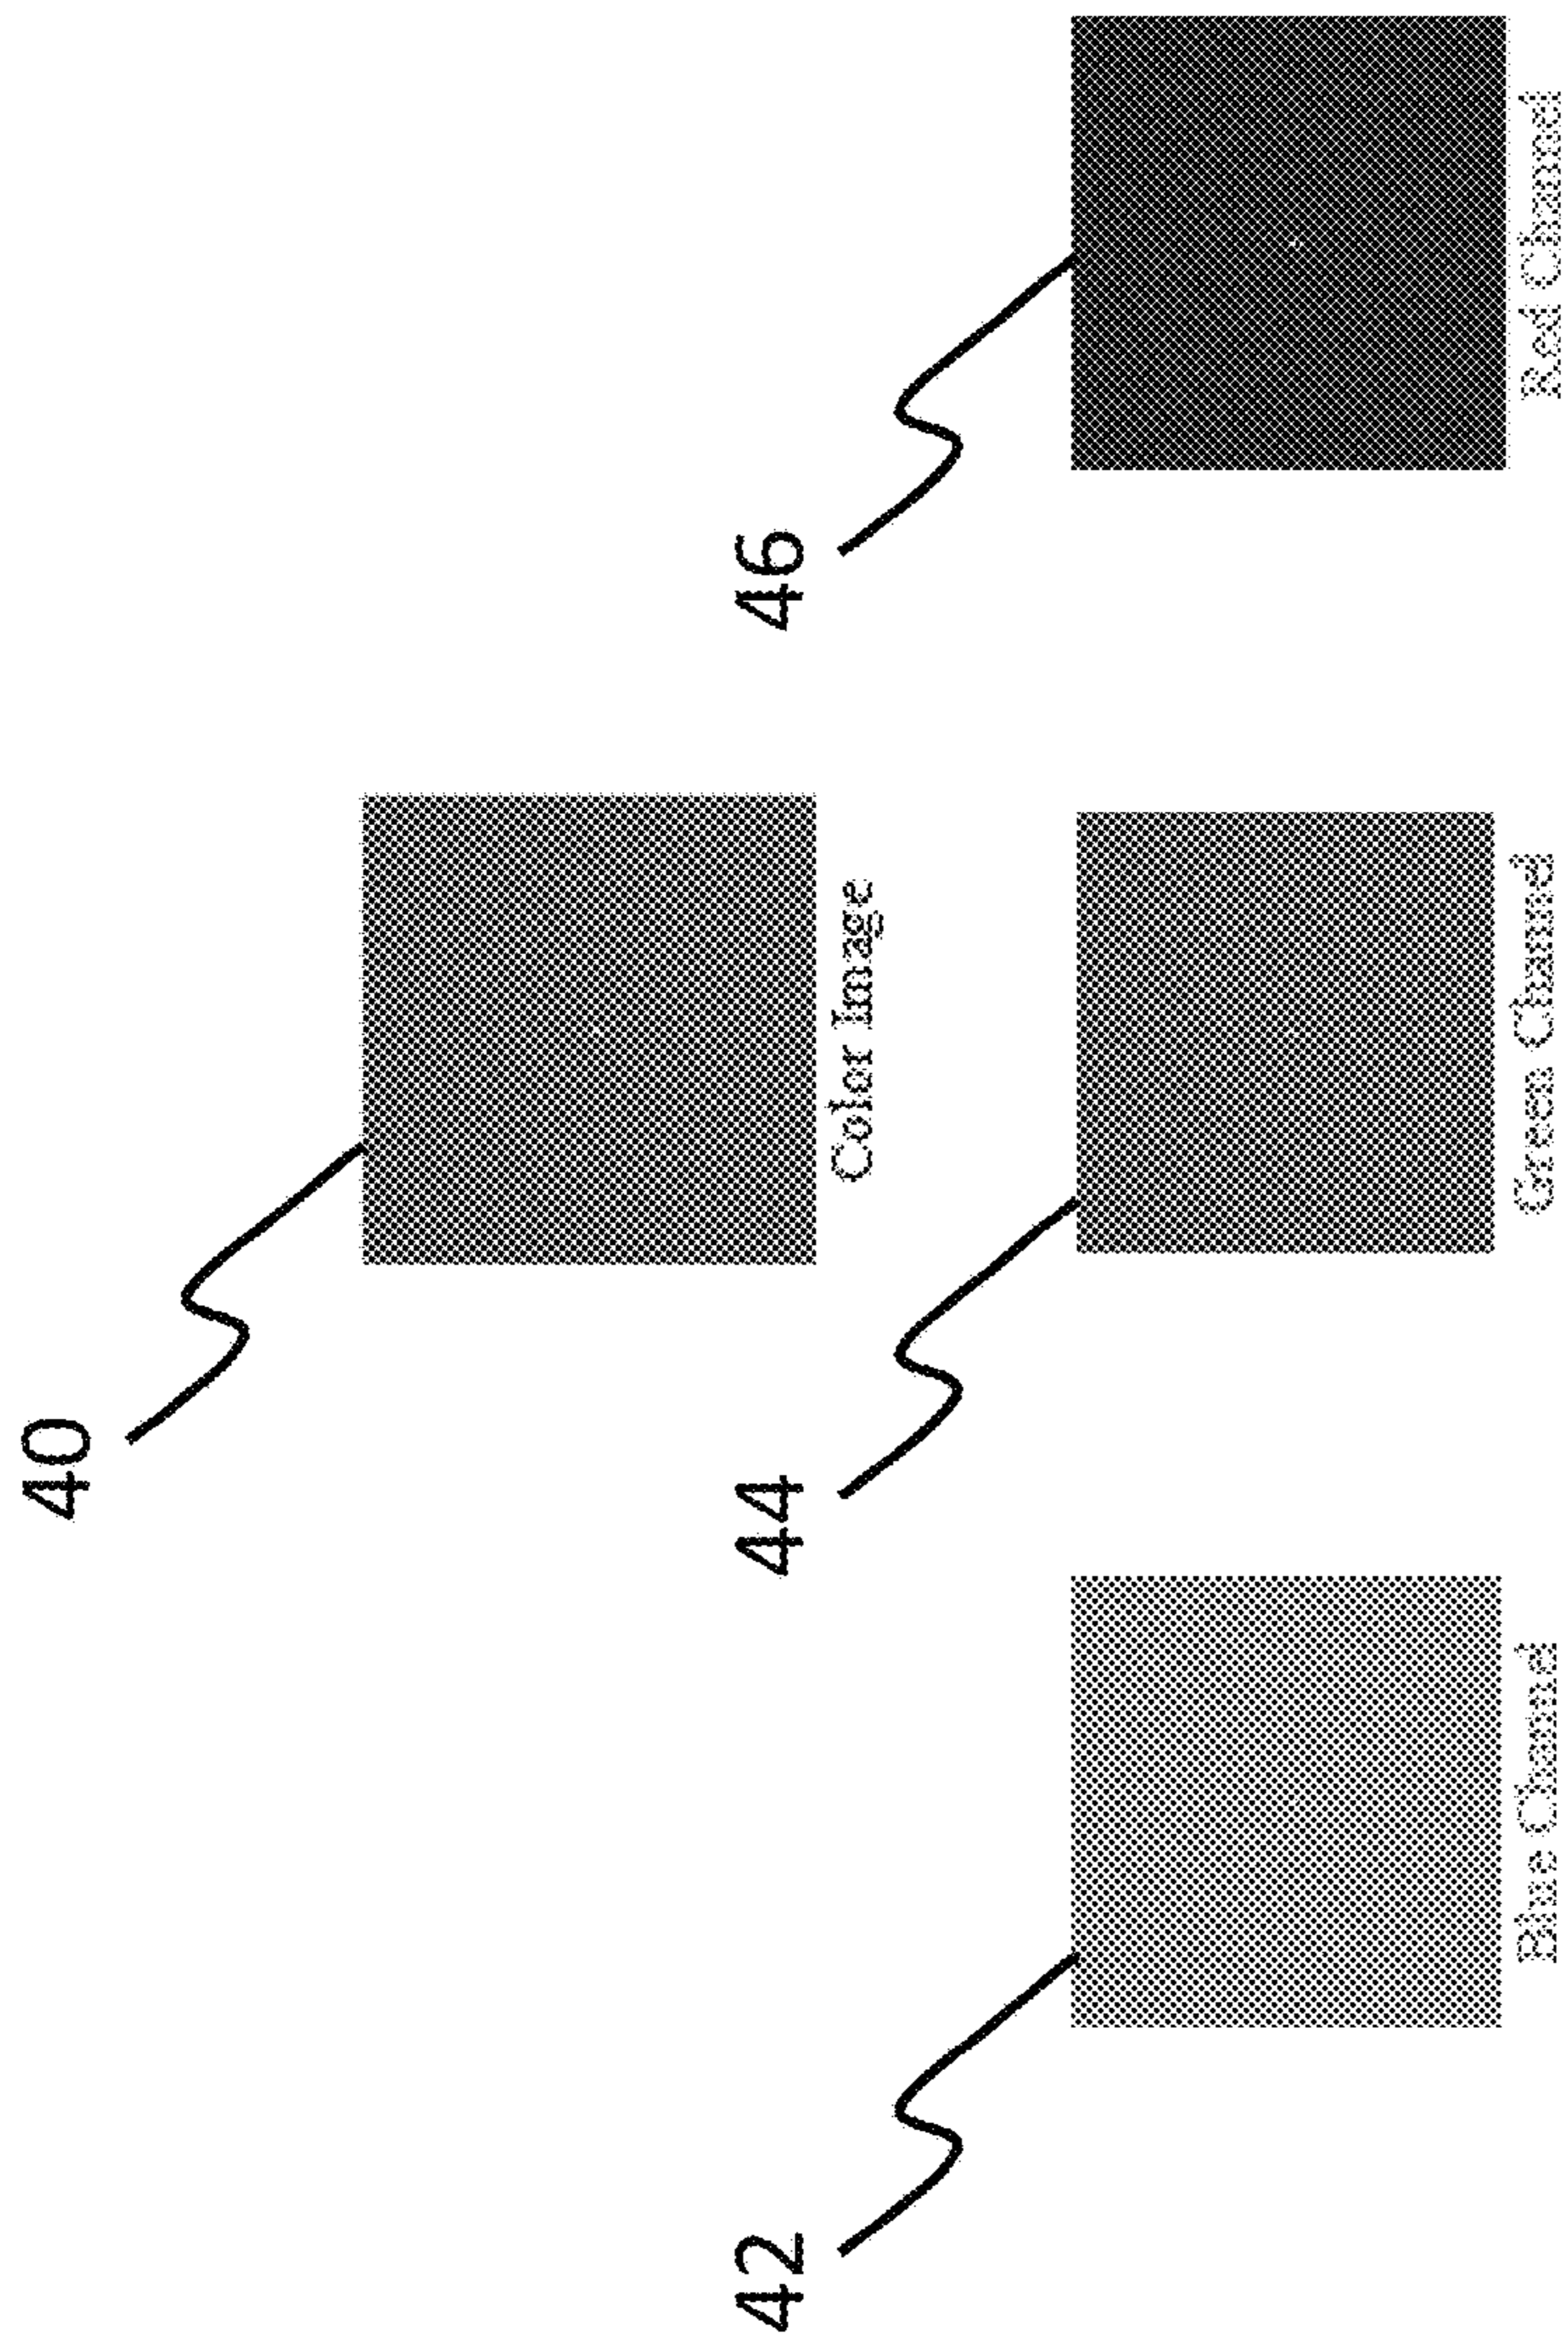 40
Color Image
42
44
46
Blue Channel
Green Channel
Red Channel